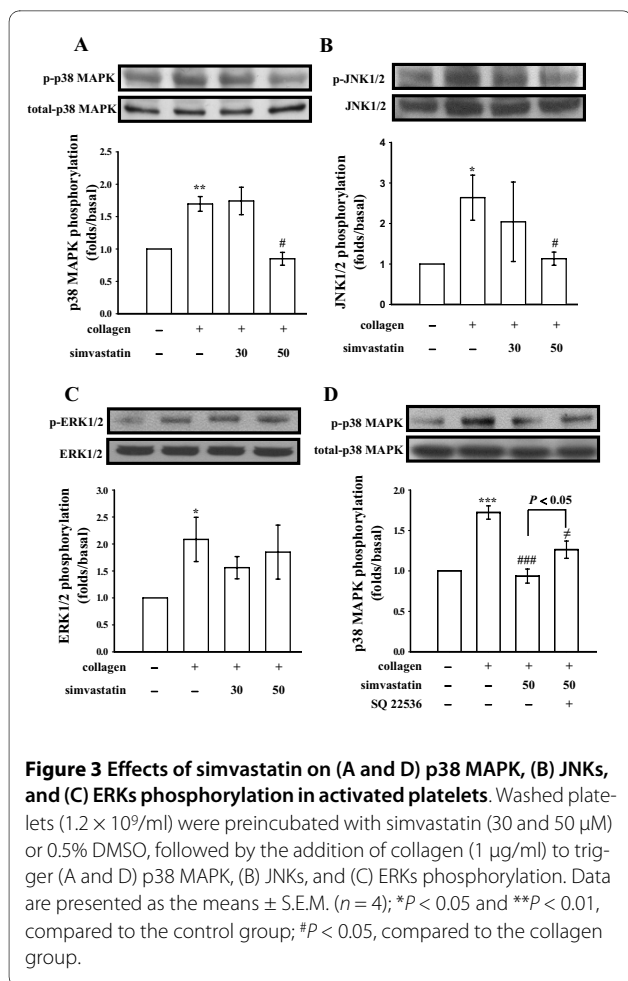 A
p-p38 MAPK
total-p38 MAPK
p38 MAPK phosphorylation
(folds/basal)
2.0
1.5
1.0
0.5
0.0
**
#
collagen – + + +
simvastatin – – 30 50
B
p-JNK1/2
JNK1/2
JNK1/2 phosphorylation
(folds/basal)
4
3
2
1
0
*
#
collagen – + + +
simvastatin – – 30 50
C
p-ERK1/2
ERK1/2
ERK1/2 phosphorylation
(folds/basal)
3.0
2.5
2.0
1.5
1.0
0.5
0.0
*
collagen – + + +
simvastatin – – 30 50
D
p-p38 MAPK
total-p38 MAPK
p38 MAPK phosphorylation
(folds/basal)
2.0
1.5
1.0
0.5
0.0
***
###
P < 0.05
≠
collagen – + + +
simvastatin – – 50 50
SQ 22536 – – – +
Figure 3 Effects of simvastatin on (A and D) p38 MAPK, (B) JNKs,
and (C) ERKs phosphorylation in activated platelets. Washed plate-
lets (1.2 × 10⁹/ml) were preincubated with simvastatin (30 and 50 μM)
or 0.5% DMSO, followed by the addition of collagen (1 μg/ml) to trig-
ger (A and D) p38 MAPK, (B) JNKs, and (C) ERKs phosphorylation. Data
are presented as the means ± S.E.M. (n = 4); *P < 0.05 and **P < 0.01,
compared to the control group; #P < 0.05, compared to the collagen
group.